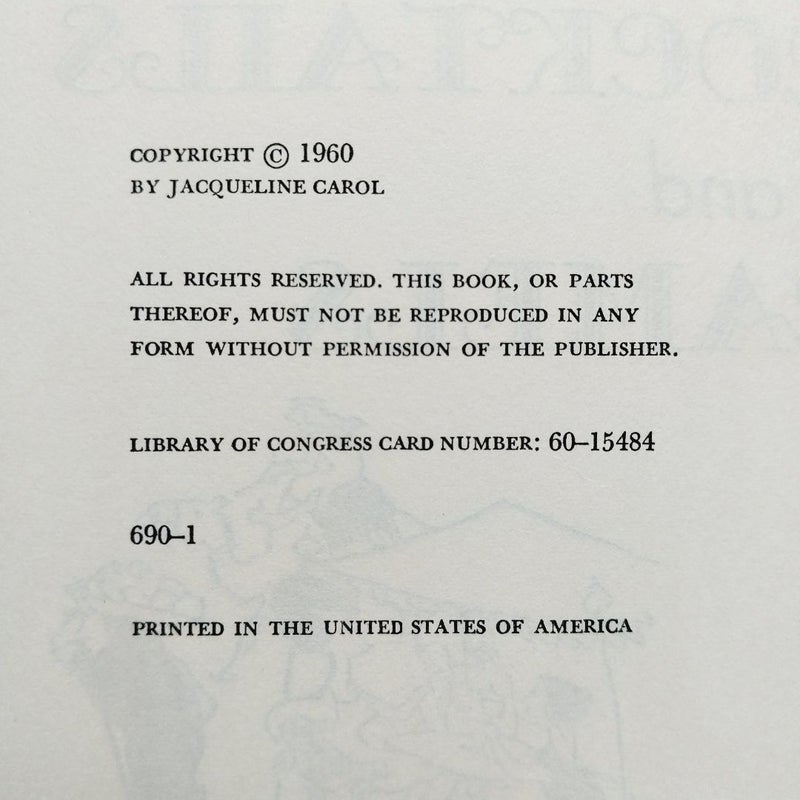 COPYRIGHT © 1960
BY JACQUELINE CAROL
ALL RIGHTS RESERVED. THIS BOOK, OR PARTS
THEREOF, MUST NOT BE REPRODUCED IN ANY
FORM WITHOUT PERMISSION OF THE PUBLISHER.
LIBRARY OF CONGRESS CARD NUMBER: 60–15484
690–1
PRINTED IN THE UNITED STATES OF AMERICA